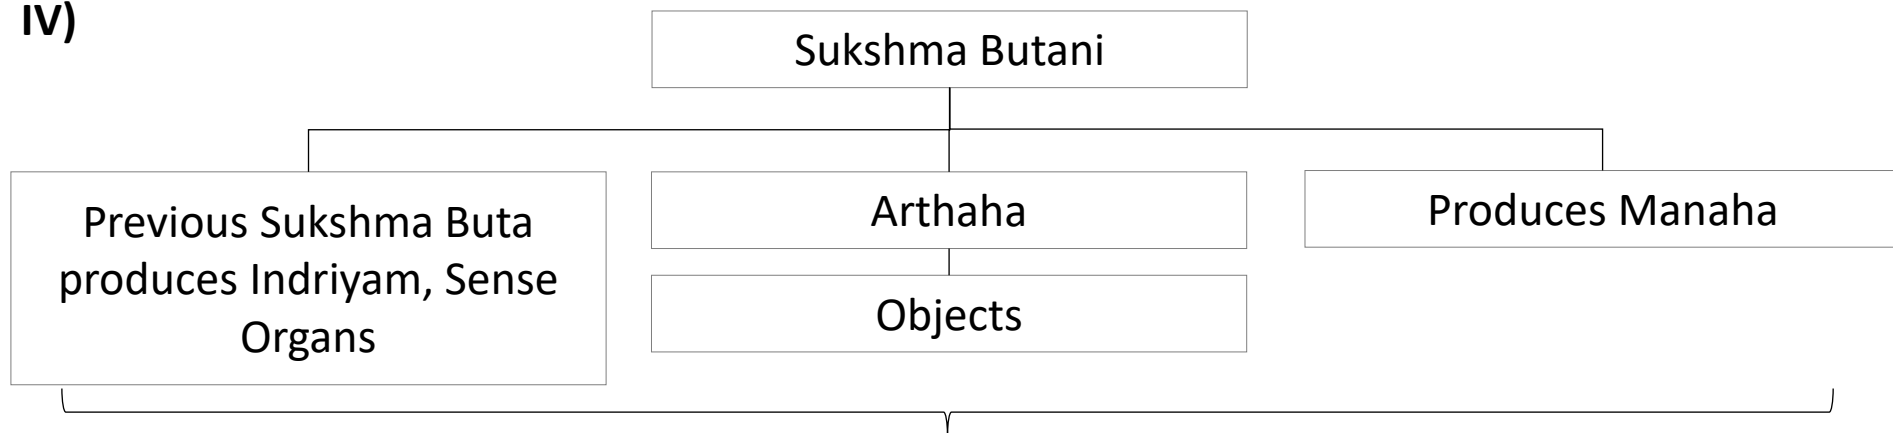 IV)
Sukshma Butani
Previous Sukshma Buta
produces Indriyam, Sense
Organs
Arthaha
Objects
Produces Manaha